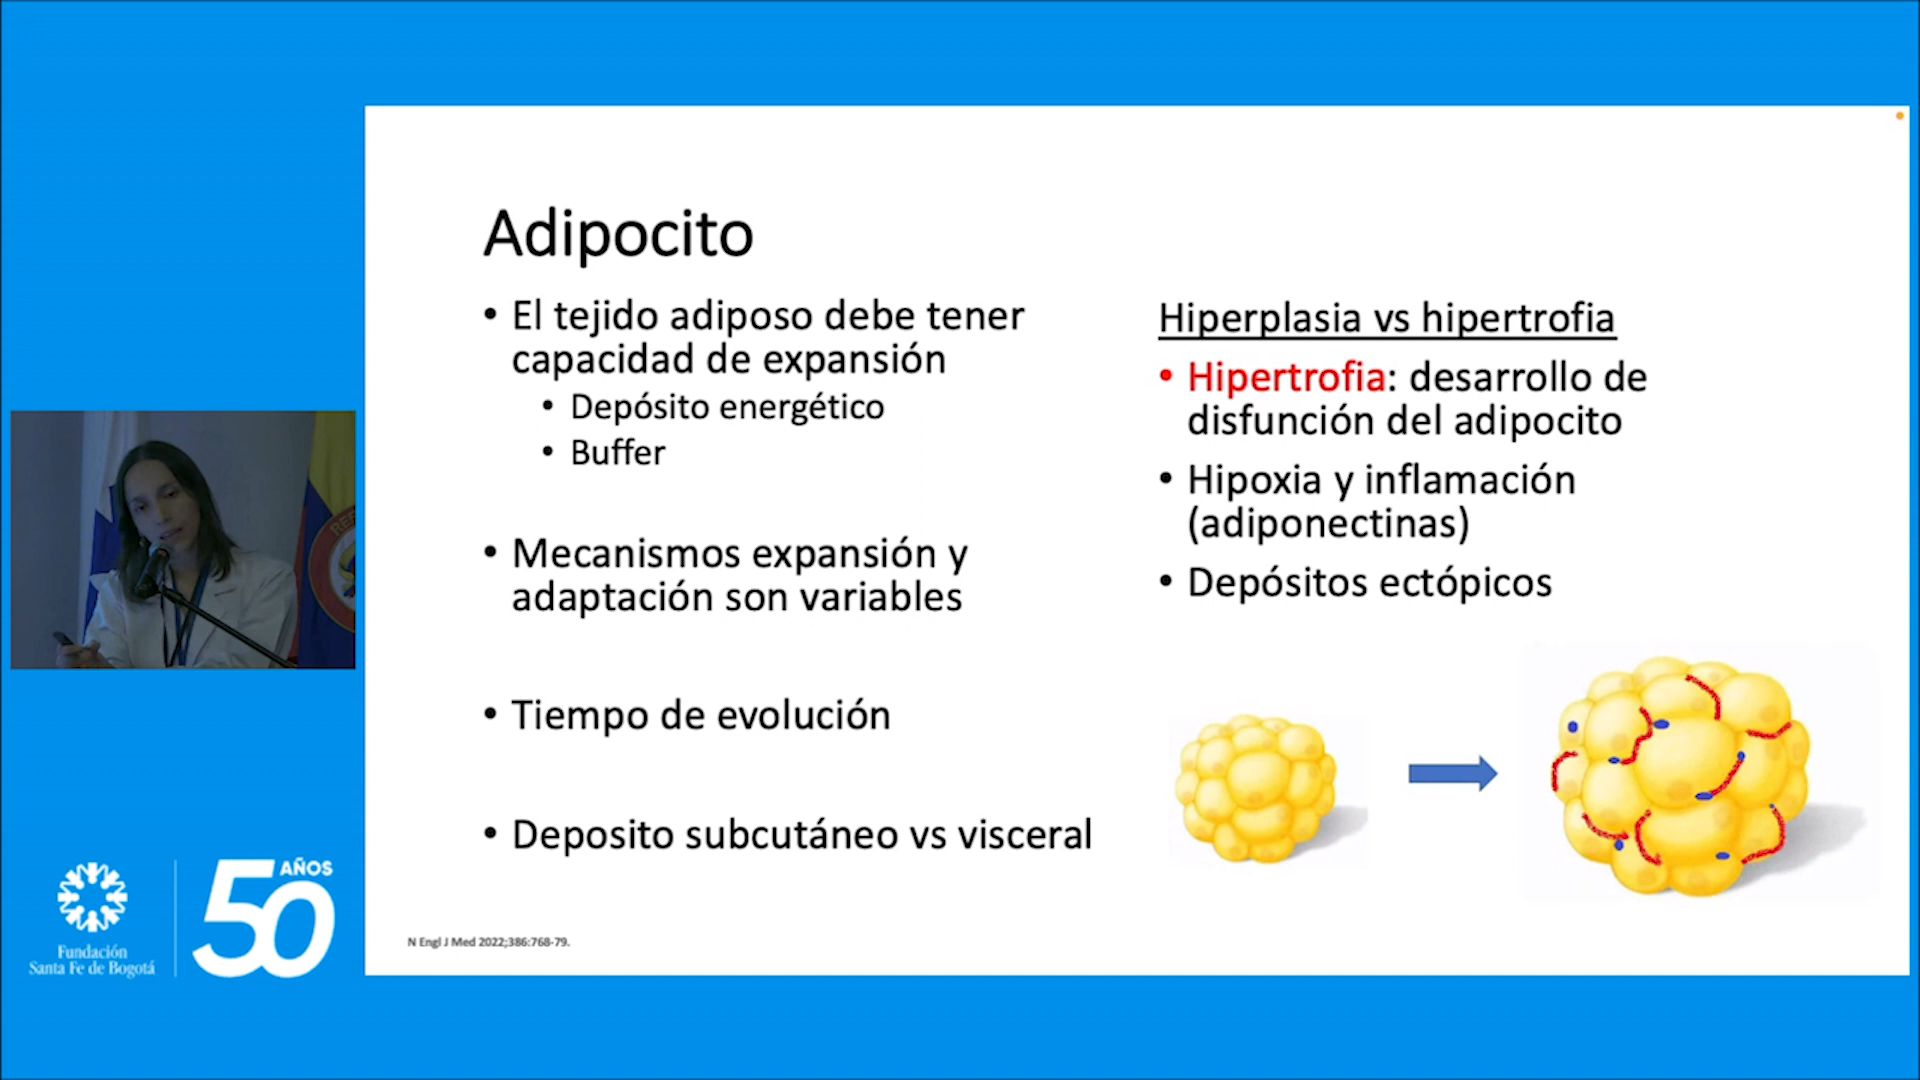 Adipocito
• El tejido adiposo debe tener
capacidad de expansión
• Depósito energético
• Buffer
• Mecanismos expansión y
adaptación son variables
• Tiempo de evolución
• Deposito subcutáneo vs visceral
Hiperplasia vs hipertrofia
• Hipertrofia: desarrollo de
disfunción del adipocito
• Hipoxia y inflamación
(adiponectinas)
• Depósitos ectópicos
N Engl J Med 2022;386:768-79.
Fundación
Santa Fe de Bogotá
50
AÑOS